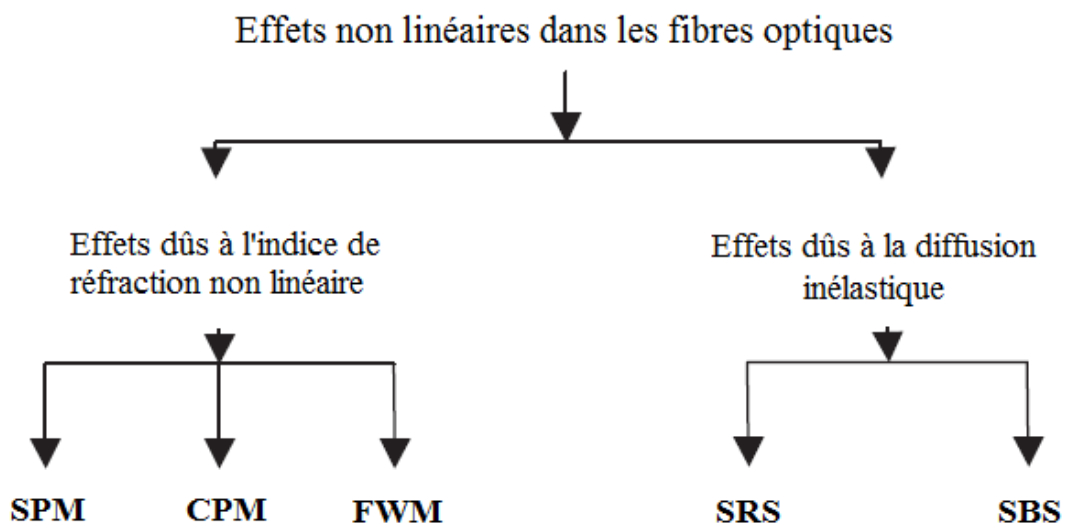 Effets non linéaires dans les fibres optiques
Effets dûs à l'indice de
réfraction non linéaire
Effets dûs à la diffusion
inélastique
SPM
CPM
FWM
SRS
SBS